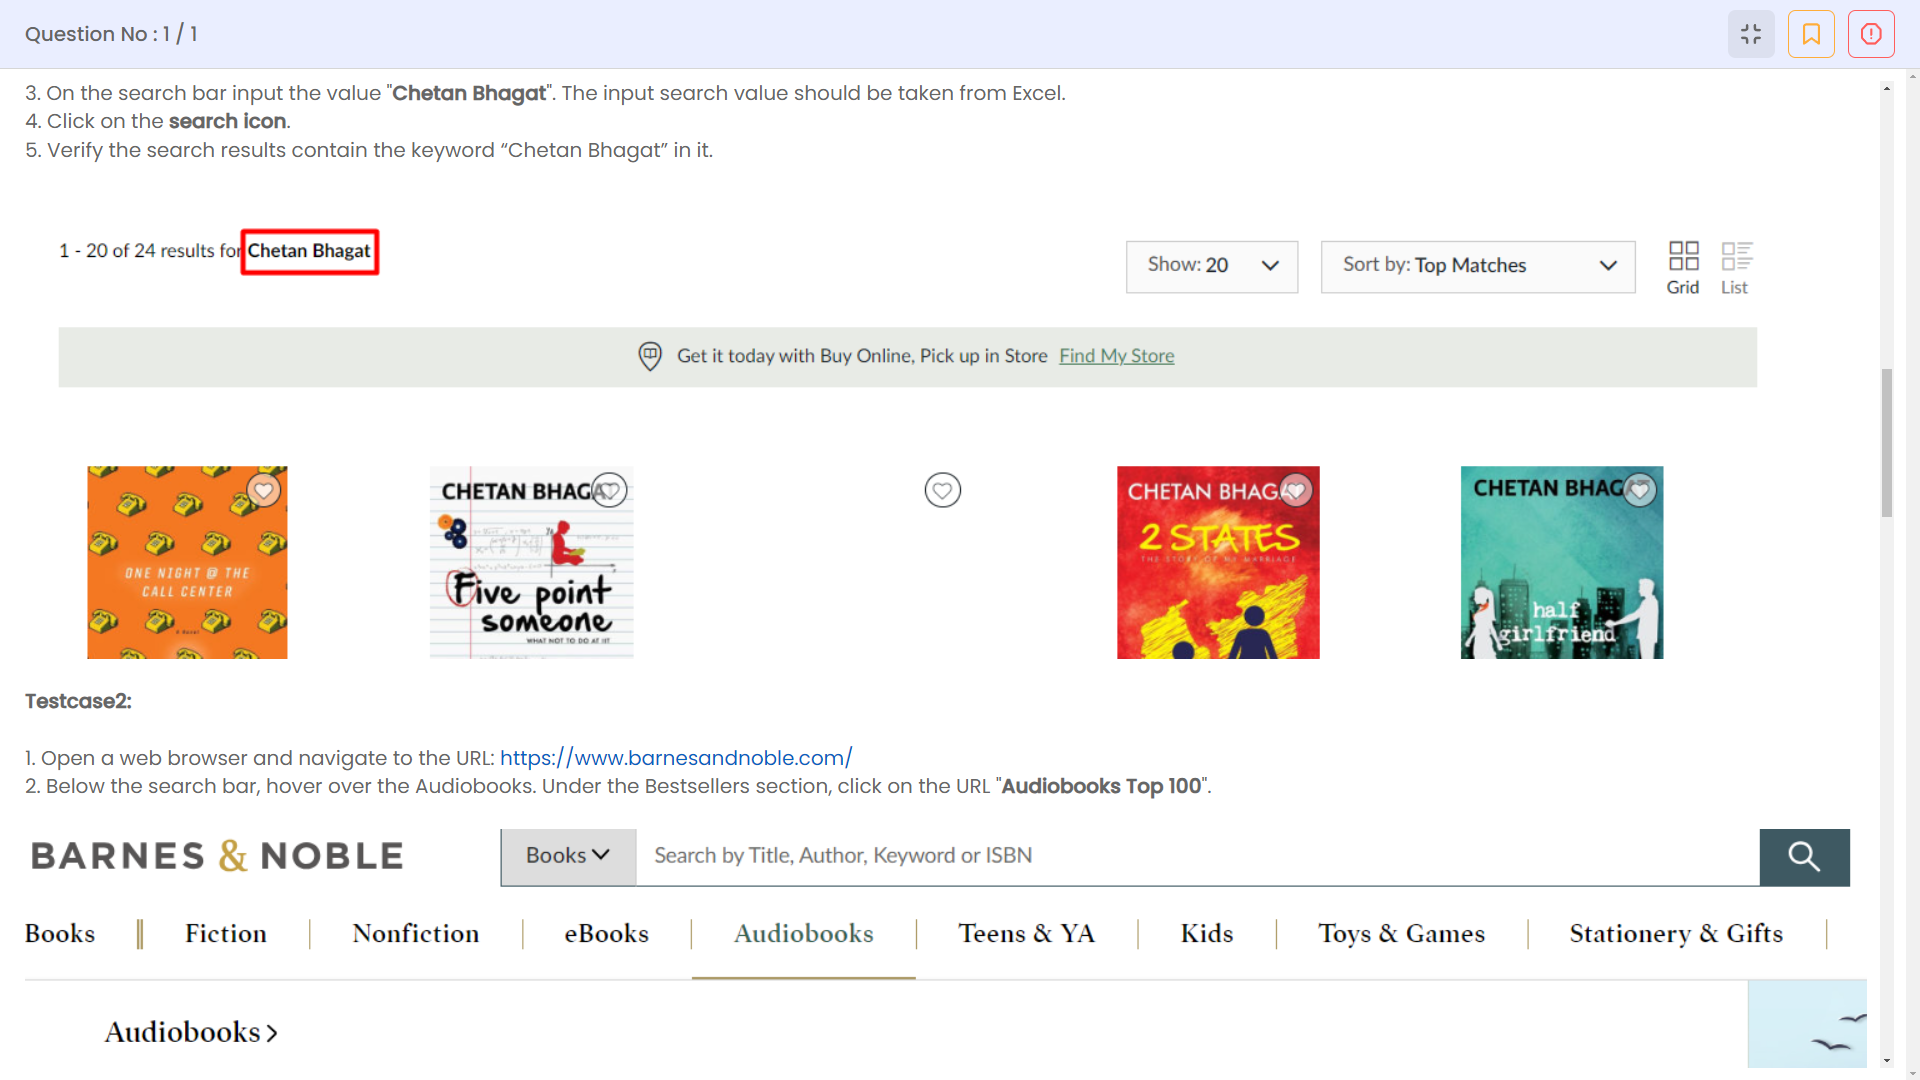 Question No : 1 / 1
3. On the search bar input the value "Chetan Bhagat". The input search value should be taken from Excel.
4. Click on the search icon.
5. Verify the search results contain the keyword “Chetan Bhagat” in it.
1 - 20 of 24 results for Chetan Bhagat
Show: 20
Sort by: Top Matches
Grid
List
Get it today with Buy Online, Pick up in Store Find My Store
ONE NIGHT @ THE
CALL CENTER
A Novel
CHETAN BHAGAT
Five point
someone
WHAT NOT TO DO AT IIT
CHETAN BHAGA
2 STATES
THE STORY OF MY MARRIAGE
CHETAN BHAGAT
half
girlfriend
Testcase2:
1. Open a web browser and navigate to the URL: https://www.barnesandnoble.com/
2. Below the search bar, hover over the Audiobooks. Under the Bestsellers section, click on the URL "Audiobooks Top 100".
BARNES & NOBLE
Books
Search by Title, Author, Keyword or ISBN
Books
Fiction
Nonfiction
eBooks
Audiobooks
Teens & YA
Kids
Toys & Games
Stationery & Gifts
Audiobooks >